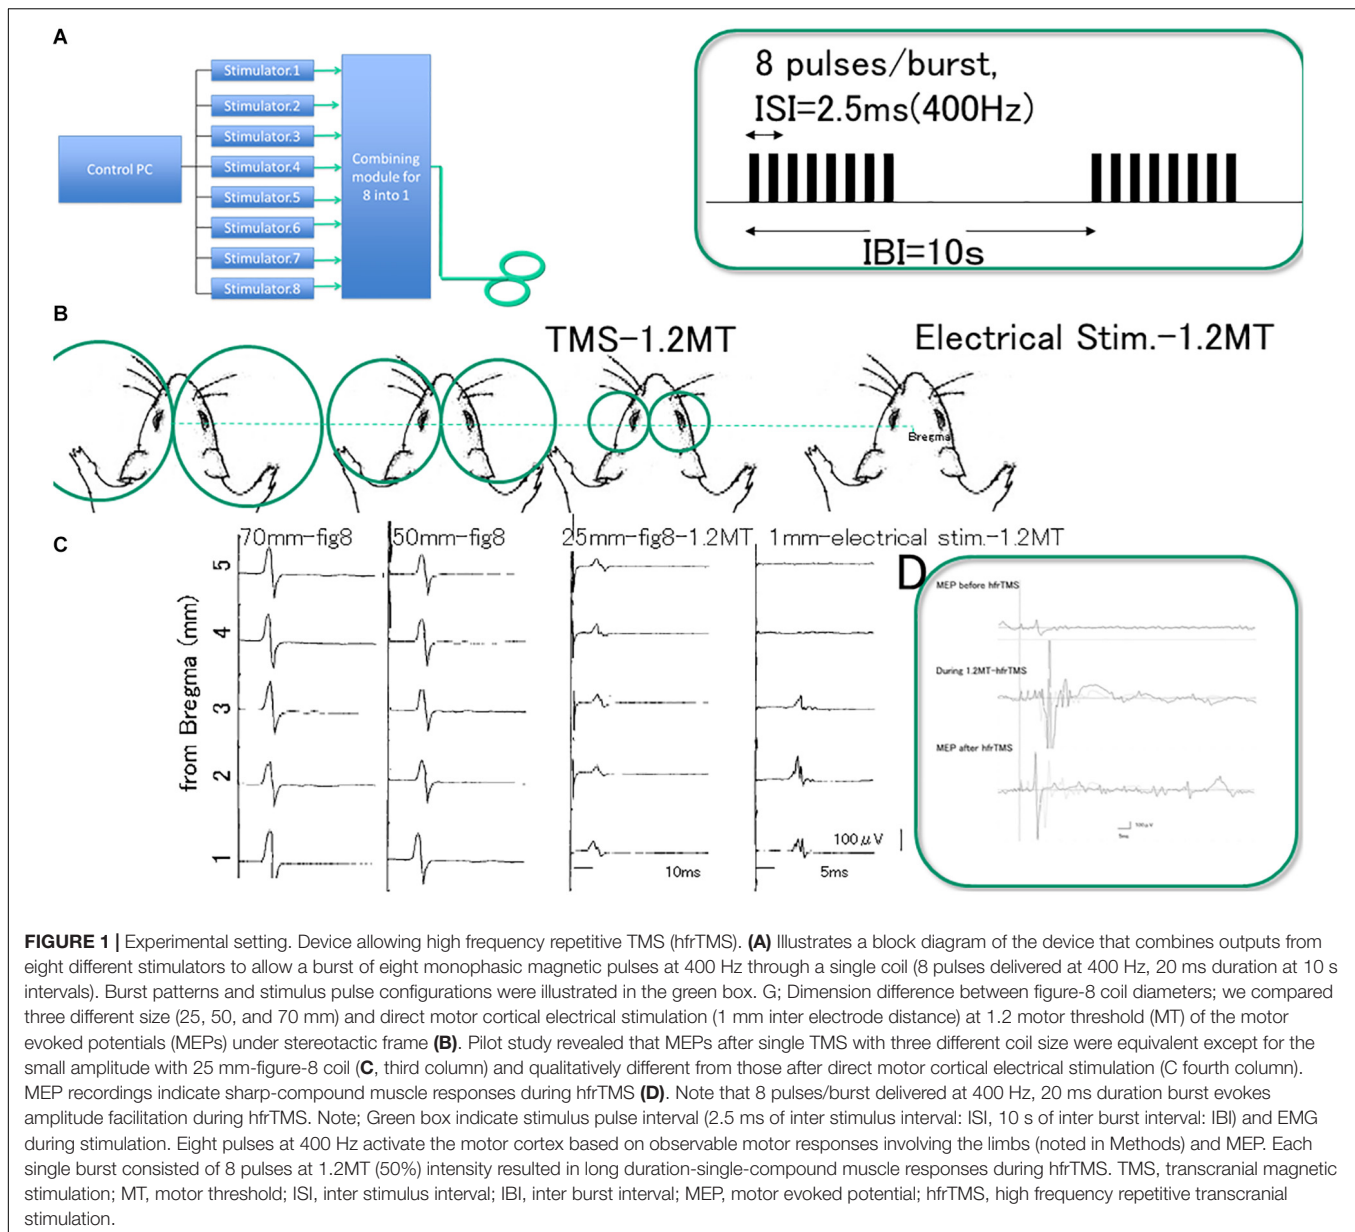 A
Stimulator.1
Stimulator.2
Stimulator.3
Stimulator.4
Stimulator.5
Stimulator.6
Stimulator.7
Stimulator.8
Control PC
Combining
module for
8 into 1
8 pulses/burst,
ISI=2.5ms(400Hz)
IBI=10s
B
TMS-1.2MT
Electrical Stim.-1.2MT
Bregma
C
70mm-fig8
50mm-fig8
25mm-fig8-1.2MT
1mm-electrical stim.-1.2MT
from Bregma (mm)
5
4
3
2
1
10ms
100μV
5ms
D
MEP before hfrTMS
During 1.2MT-hfrTMS
MEP after hfrTMS
100μV
5ms
FIGURE 1 | Experimental setting. Device allowing high frequency repetitive TMS (hfrTMS). (A) Illustrates a block diagram of the device that combines outputs from
eight different stimulators to allow a burst of eight monophasic magnetic pulses at 400 Hz through a single coil (8 pulses delivered at 400 Hz, 20 ms duration at 10 s
intervals). Burst patterns and stimulus pulse configurations were illustrated in the green box. G; Dimension difference between figure-8 coil diameters; we compared
three different size (25, 50, and 70 mm) and direct motor cortical electrical stimulation (1 mm inter electrode distance) at 1.2 motor threshold (MT) of the motor
evoked potentials (MEPs) under stereotactic frame (B). Pilot study revealed that MEPs after single TMS with three different coil size were equivalent except for the
small amplitude with 25 mm-figure-8 coil (C, third column) and qualitatively different from those after direct motor cortical electrical stimulation (C fourth column).
MEP recordings indicate sharp-compound muscle responses during hfrTMS (D). Note that 8 pulses/burst delivered at 400 Hz, 20 ms duration burst evokes
amplitude facilitation during hfrTMS. Note; Green box indicate stimulus pulse interval (2.5 ms of inter stimulus interval: ISI, 10 s of inter burst interval: IBI) and EMG
during stimulation. Eight pulses at 400 Hz activate the motor cortex based on observable motor responses involving the limbs (noted in Methods) and MEP. Each
single burst consisted of 8 pulses at 1.2MT (50%) intensity resulted in long duration-single-compound muscle responses during hfrTMS. TMS, transcranial magnetic
stimulation; MT, motor threshold; ISI, inter stimulus interval; IBI, inter burst interval; MEP, motor evoked potential; hfrTMS, high frequency repetitive transcranial
stimulation.